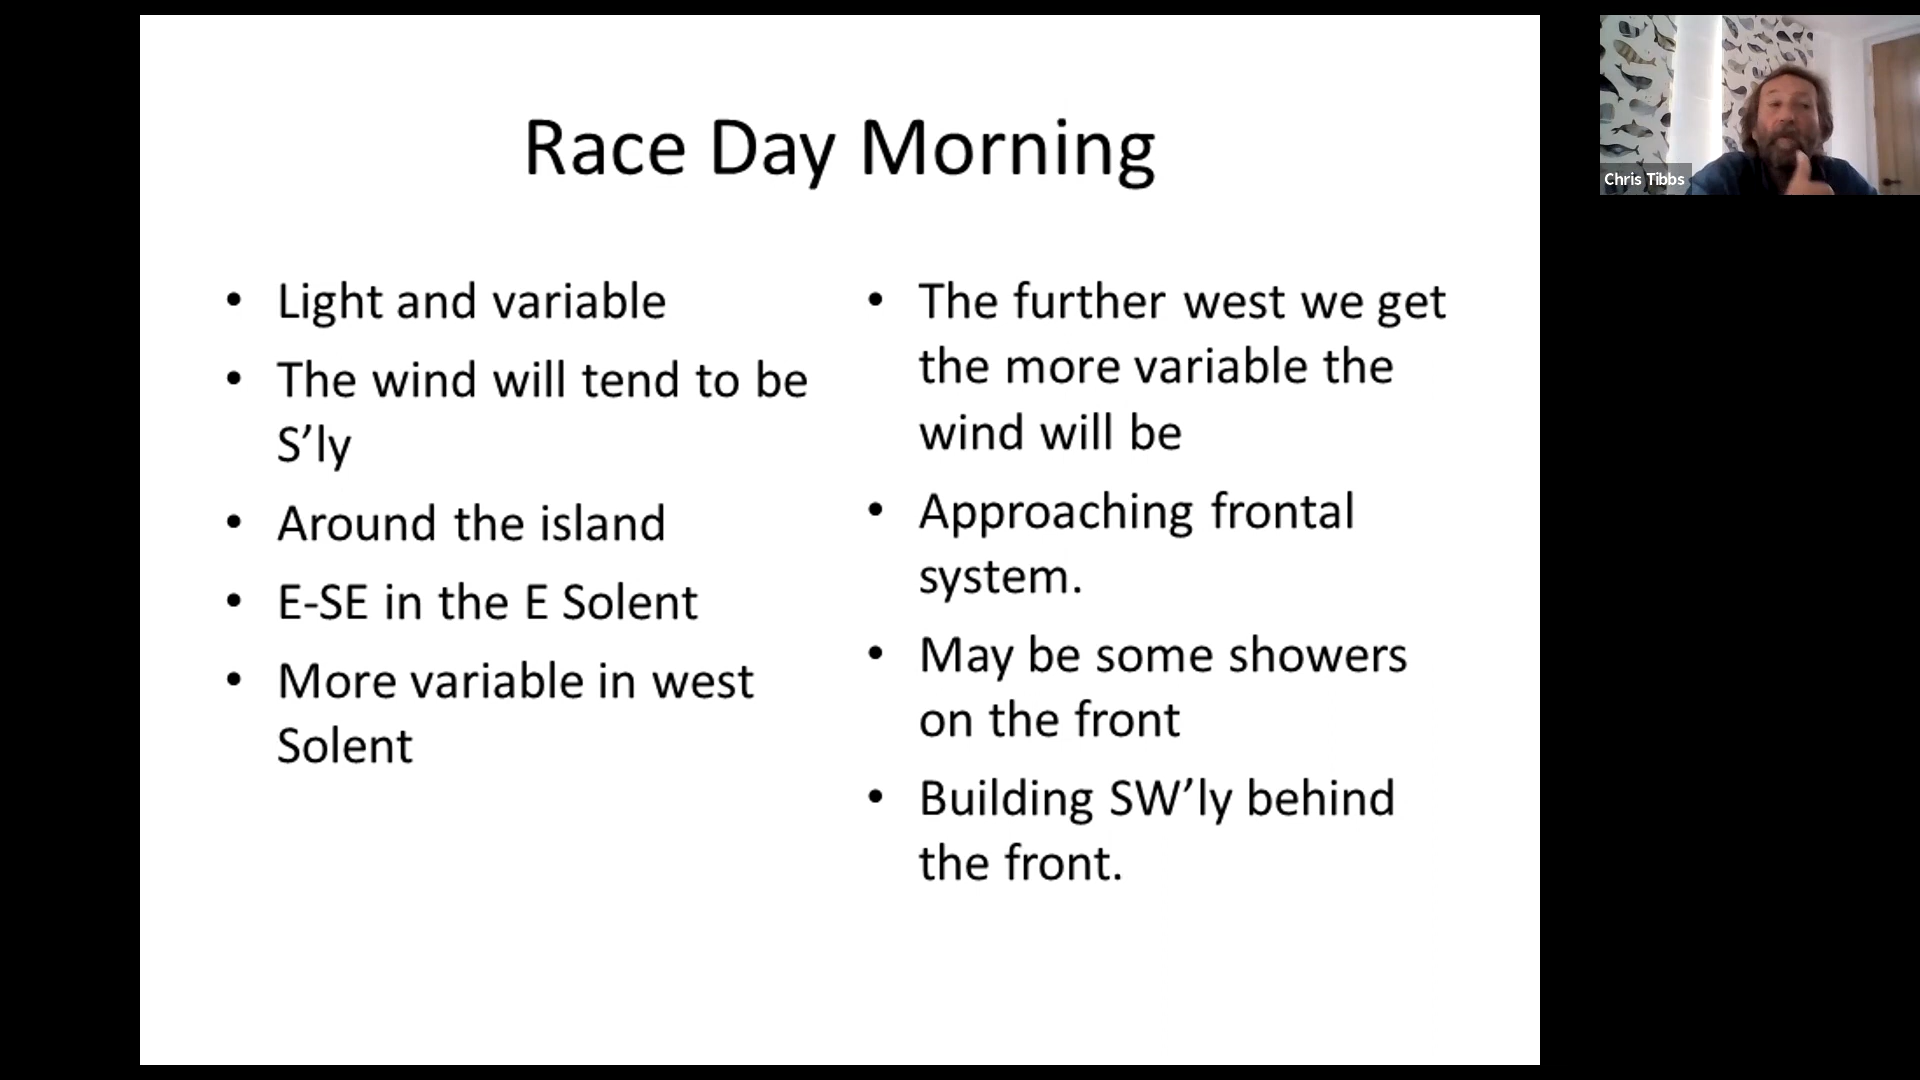 Race Day Morning
• Light and variable
• The wind will tend to be
S’ly
• Around the island
• E-SE in the E Solent
• More variable in west
Solent
• The further west we get
the more variable the
wind will be
• Approaching frontal
system.
• May be some showers
on the front
• Building SW’ly behind
the front.
Chris Tibbs